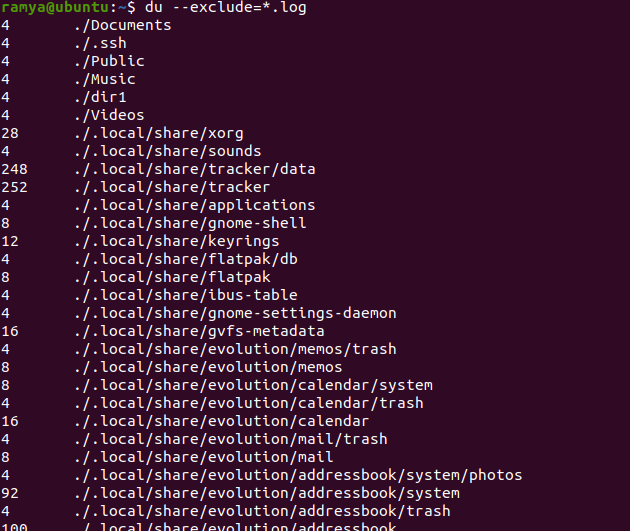 ramya@ubuntu:~$ du --exclude=*.log
4 ./Documents
4 ./.ssh
4 ./Public
4 ./Music
4 ./dir1
4 ./Videos
28 ./.local/share/xorg
4 ./.local/share/sounds
248 ./.local/share/tracker/data
252 ./.local/share/tracker
4 ./.local/share/applications
8 ./.local/share/gnome-shell
12 ./.local/share/keyrings
4 ./.local/share/flatpak/db
8 ./.local/share/flatpak
4 ./.local/share/ibus-table
4 ./.local/share/gnome-settings-daemon
16 ./.local/share/gvfs-metadata
4 ./.local/share/evolution/memos/trash
8 ./.local/share/evolution/memos
8 ./.local/share/evolution/calendar/system
4 ./.local/share/evolution/calendar/trash
16 ./.local/share/evolution/calendar
4 ./.local/share/evolution/mail/trash
8 ./.local/share/evolution/mail
4 ./.local/share/evolution/addressbook/system/photos
92 ./.local/share/evolution/addressbook/system
4 ./.local/share/evolution/addressbook/trash
100 ./.local/share/evolution/addressbook